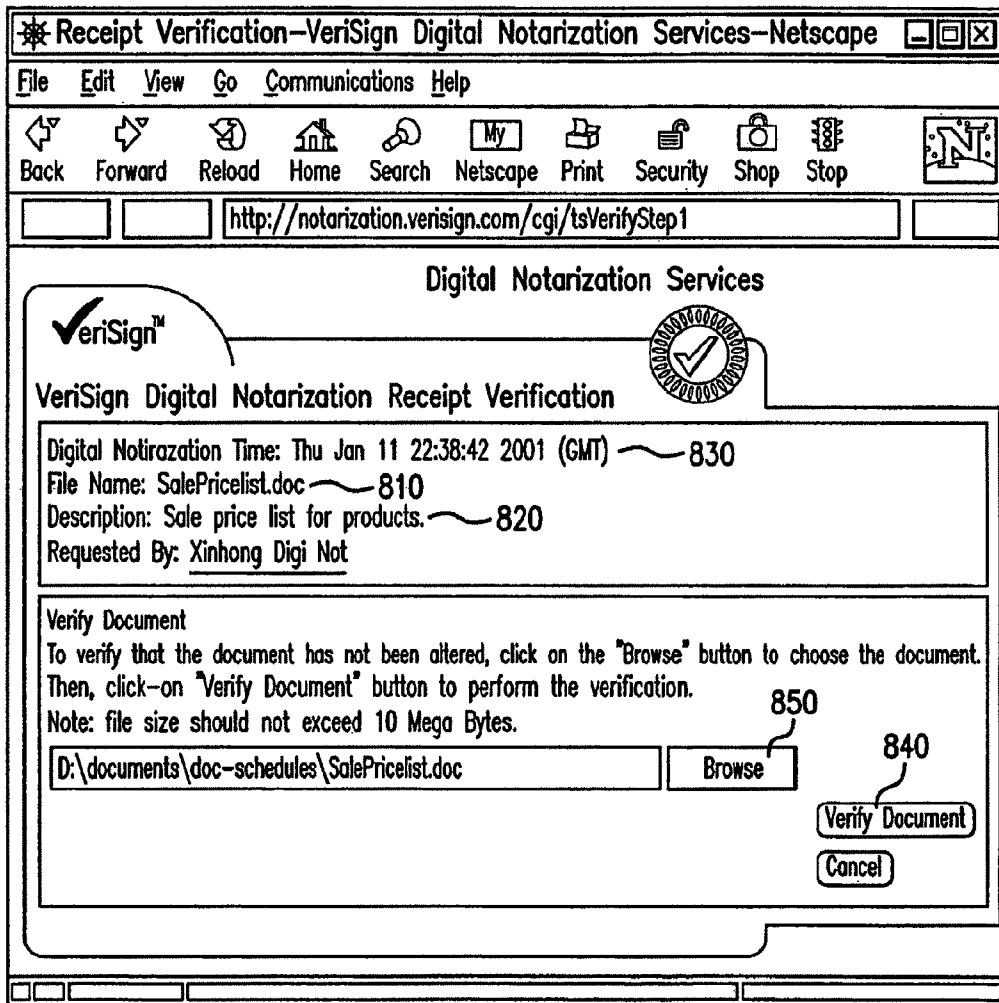 Receipt Verification–VeriSign Digital Notarization Services–Netscape
File Edit View Go Communications Help
My
N
Back Forward Reload Home Search Netscape Print Security Shop Stop
http://notarization.verisign.com/cgi/tsVerifyStep1
Digital Notarization Services
VeriSign™
VeriSign Digital Notarization Receipt Verification
Digital Notirazation Time: Thu Jan 11 22:38:42 2001 (GMT) 830
File Name: SalePricelist.doc 810
Description: Sale price list for products. 820
Requested By: Xinhong Digi Not
Verify Document
To verify that the document has not been altered, click on the "Browse" button to choose the document.
Then, click-on "Verify Document" button to perform the verification.
Note: file size should not exceed 10 Mega Bytes.
850
D:\documents\doc-schedules\SalePricelist.doc Browse
840
Verify Document
Cancel